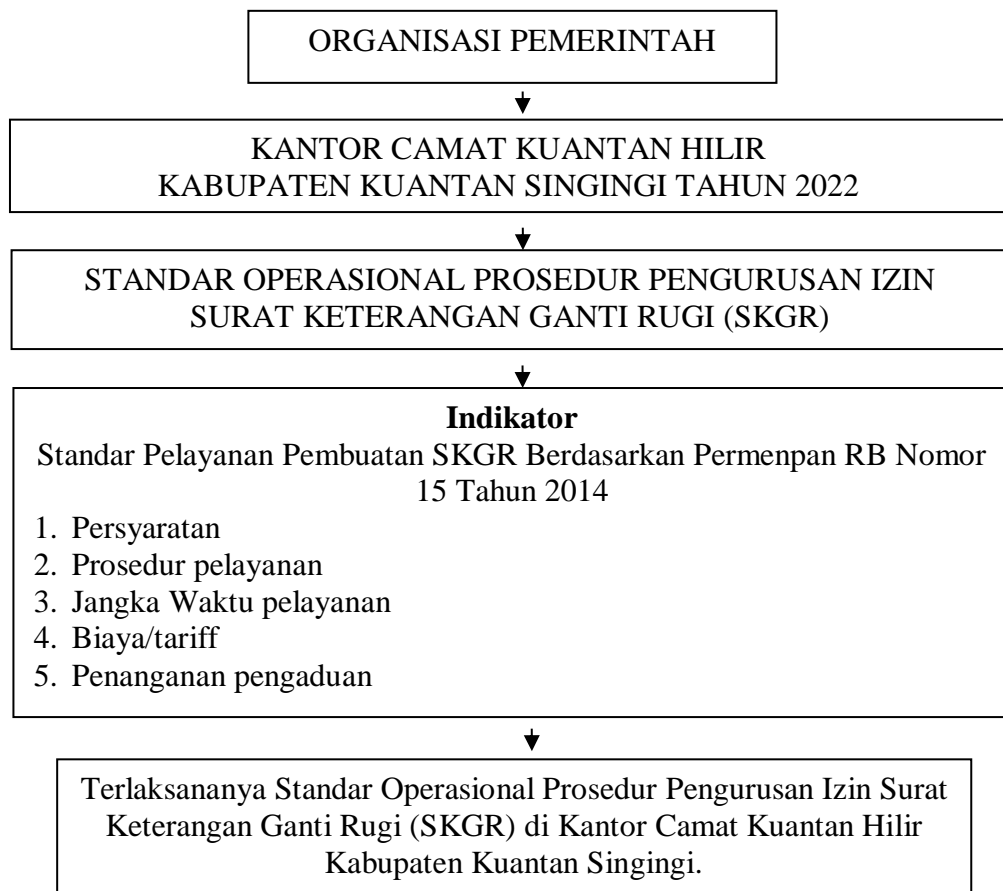 ORGANISASI PEMERINTAH
KANTOR CAMAT KUANTAN HILIR
KABUPATEN KUANTAN SINGINGI TAHUN 2022
STANDAR OPERASIONAL PROSEDUR PENGURUSAN IZIN
SURAT KETERANGAN GANTI RUGI (SKGR)
Indikator
Standar Pelayanan Pembuatan SKGR Berdasarkan Permenpan RB Nomor
15 Tahun 2014
1. Persyaratan
2. Prosedur pelayanan
3. Jangka Waktu pelayanan
4. Biaya/tariff
5. Penanganan pengaduan
Terlaksananya Standar Operasional Prosedur Pengurusan Izin Surat
Keterangan Ganti Rugi (SKGR) di Kantor Camat Kuantan Hilir
Kabupaten Kuantan Singingi.